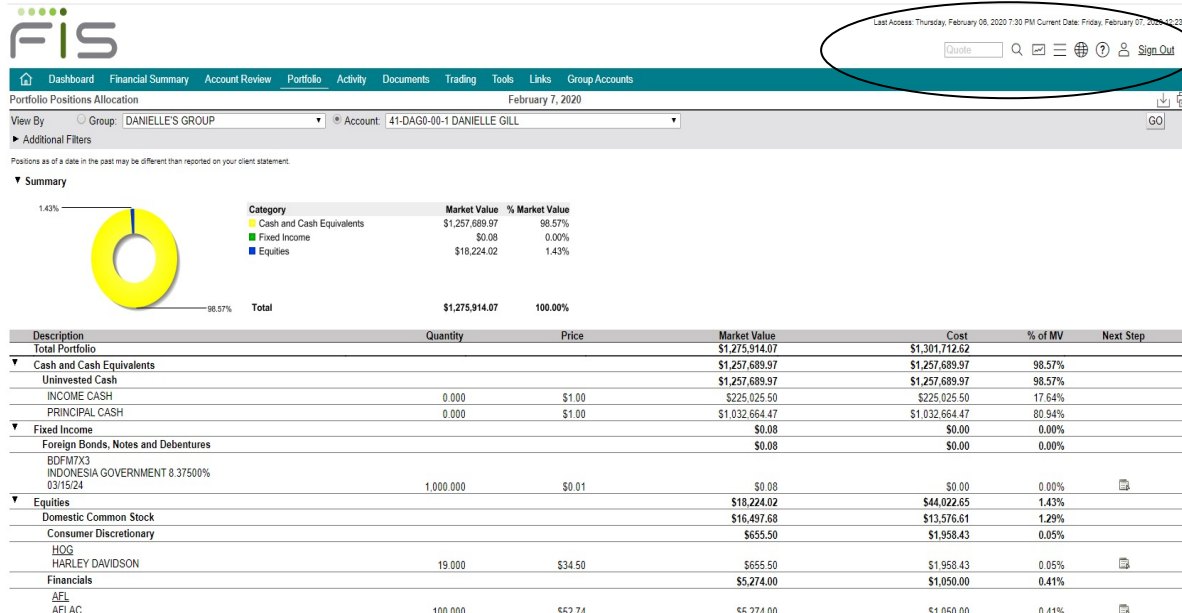 FIS
Last Access: Thursday, February 06, 2020 7:30 PM Current Date: Friday, February 07, 2020 12:23
Quote Sign Out
Dashboard Financial Summary Account Review Portfolio Activity Documents Trading Tools Links Group Accounts
Portfolio Positions Allocation February 7, 2020
View By Group: DANIELLE'S GROUP Account: 41-DAG0-00-1 DANIELLE GILL GO
Additional Filters
Positions as of a date in the past may be different than reported on your client statement.
Summary
1.43%
98.57%
Category Market Value % Market Value
Cash and Cash Equivalents $1,257,689.97 98.57%
Fixed Income $0.08 0.00%
Equities $18,224.02 1.43%
Total $1,275,914.07 100.00%
Description Quantity Price Market Value Cost % of MV Next Step
Total Portfolio $1,275,914.07 $1,301,712.62
Cash and Cash Equivalents $1,257,689.97 $1,257,689.97 98.57%
Uninvested Cash $1,257,689.97 $1,257,689.97 98.57%
INCOME CASH 0.000 $1.00 $225,025.50 $225,025.50 17.64%
PRINCIPAL CASH 0.000 $1.00 $1,032,664.47 $1,032,664.47 80.94%
Fixed Income $0.08 $0.00 0.00%
Foreign Bonds, Notes and Debentures $0.08 $0.00 0.00%
BDFM7X3
INDONESIA GOVERNMENT 8.37500%
03/15/24 1,000.000 $0.01 $0.08 $0.00 0.00%
Equities $18,224.02 $44,022.65 1.43%
Domestic Common Stock $16,497.68 $13,576.61 1.29%
Consumer Discretionary $655.50 $1,958.43 0.05%
HOG
HARLEY DAVIDSON 19.000 $34.50 $655.50 $1,958.43 0.05%
Financials $5,274.00 $1,050.00 0.41%
AFL
AFLAC 100.000 $52.74 $5,274.00 $1,050.00 0.41%